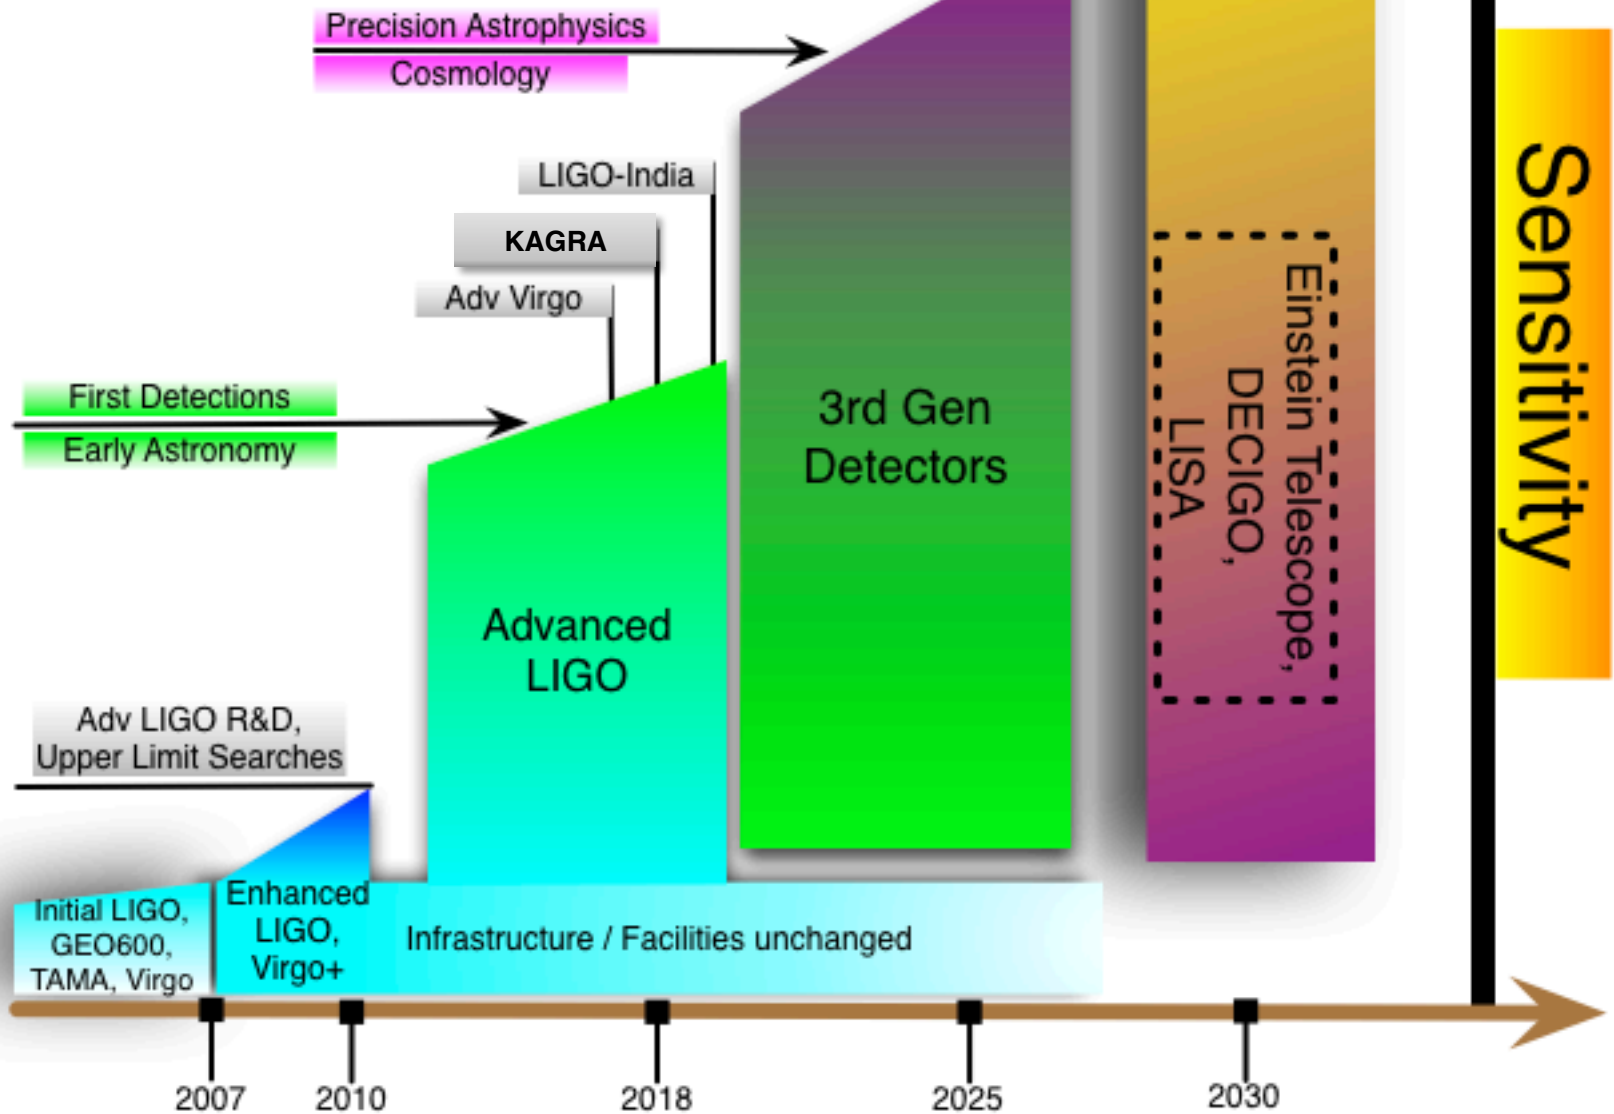 Precision Astrophysics
Cosmology
LIGO-India
KAGRA
Adv Virgo
First Detections
Early Astronomy
3rd Gen
Detectors
Einstein Telescope,
DECIGO,
LISA
Sensitivity
Advanced
LIGO
Adv LIGO R&D,
Upper Limit Searches
Initial LIGO,
GEO600,
TAMA, Virgo
Enhanced
LIGO,
Virgo+
Infrastructure / Facilities unchanged
2007
2010
2018
2025
2030